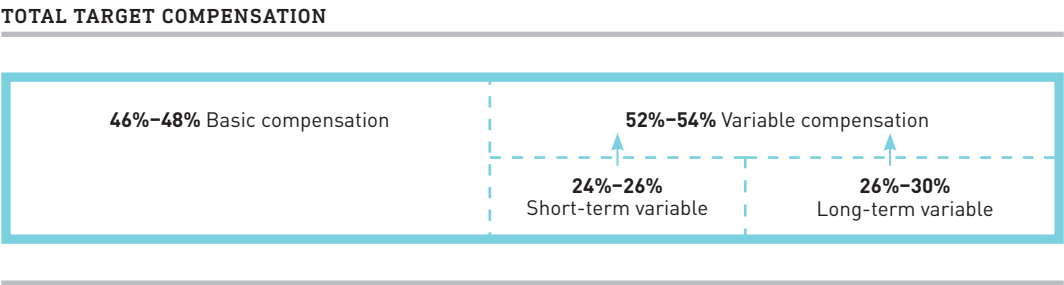 TOTAL TARGET COMPENSATION
46%–48% Basic compensation
52%–54% Variable compensation
24%–26%
Short-term variable
26%–30%
Long-term variable